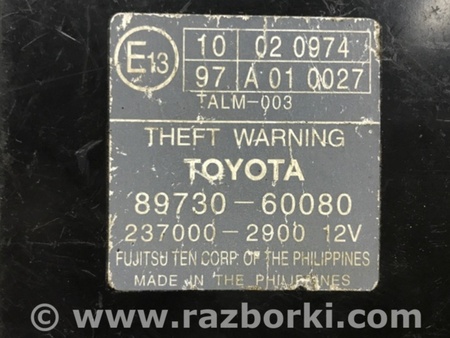 E13
10 02 0974
97 A 01 0027
TALM-003
THEFT WARNING
TOYOTA
89730-60080
237000-2900 12V
FUJITSU TEN CORP. OF THE PHILIPPINES
MADE IN THE PHILIPPINES
© www.razborki.com